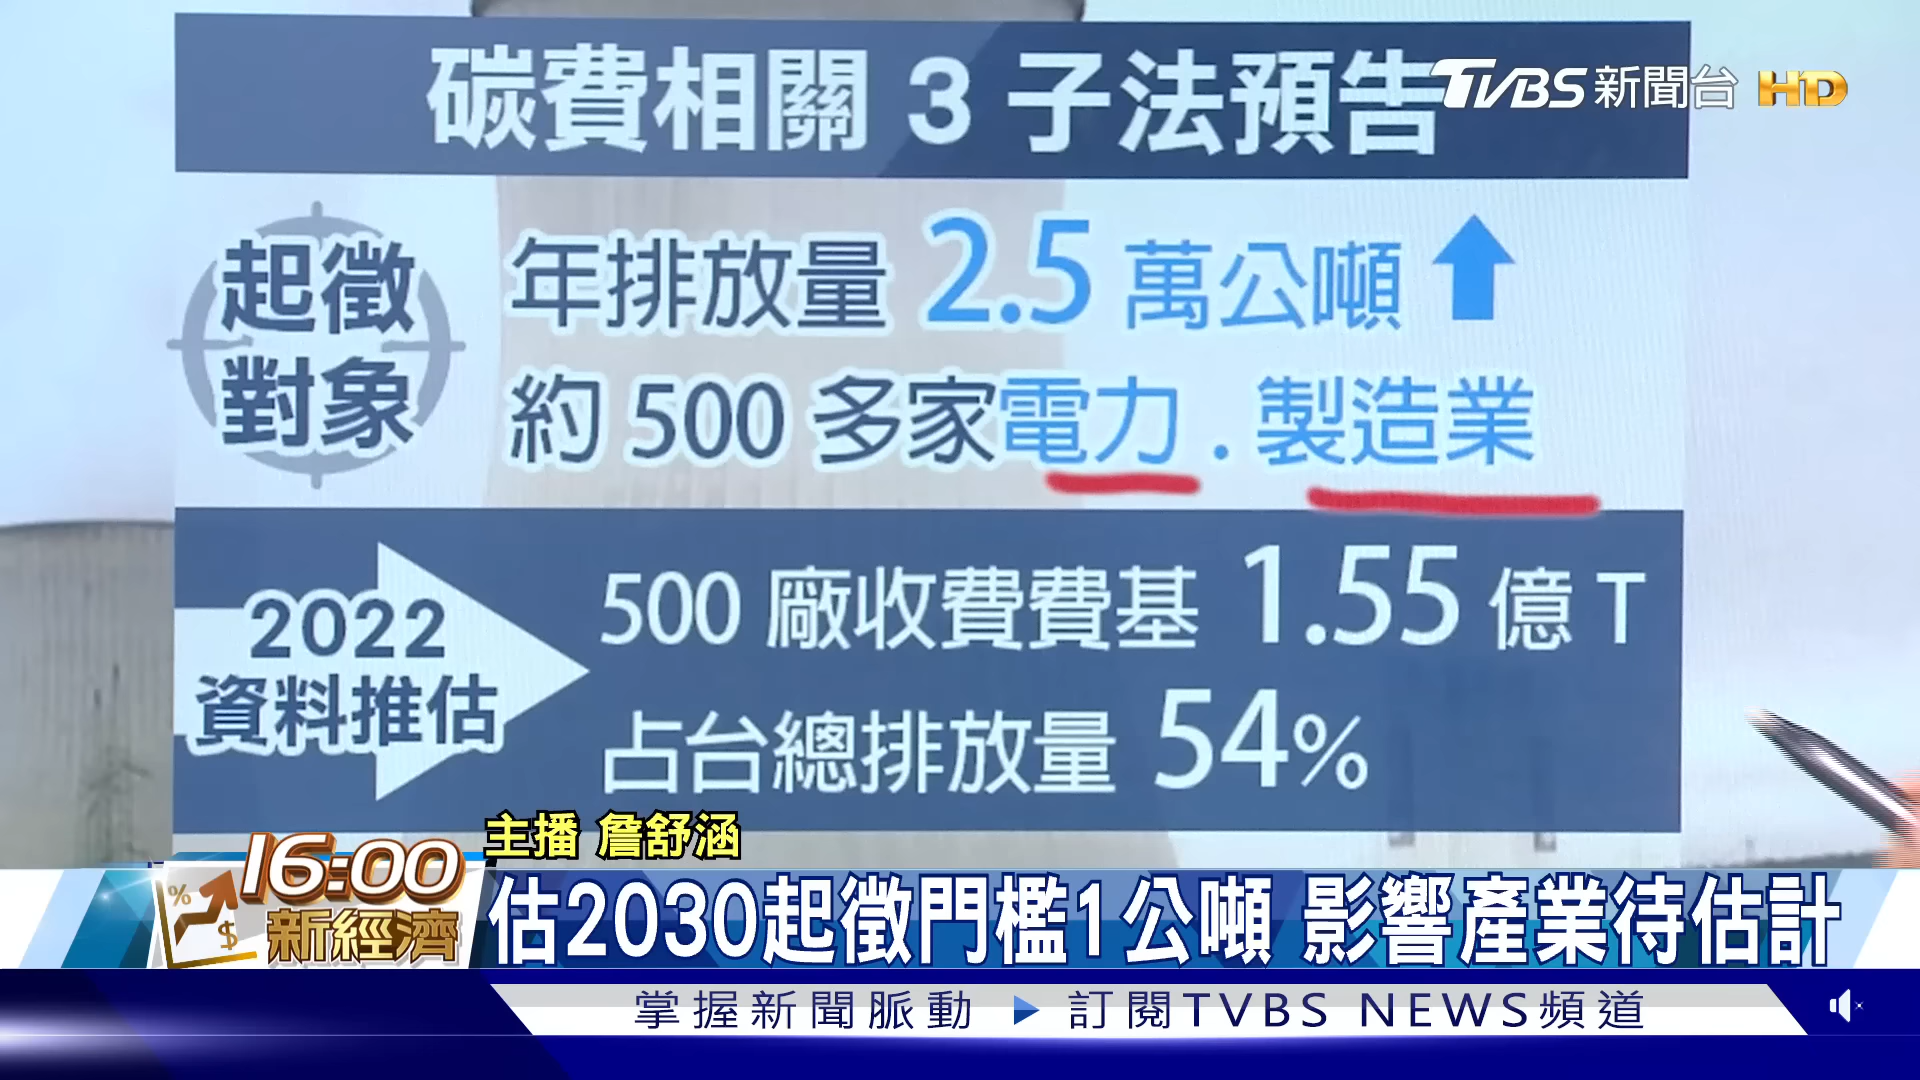 碳費相關 3 子法預告
TVBS新聞台 HD
起徵
對象
年排放量 2.5 萬公噸
約 500 多家電力 . 製造業
2022
資料推估
500 廠收費費基 1.55 億 T
占台總排放量 54%
主播 詹舒涵
16:00
新經濟
% $
估2030起徵門檻1公噸 影響產業待估計
掌握新聞脈動 ▶ 訂閱TVBS NEWS頻道